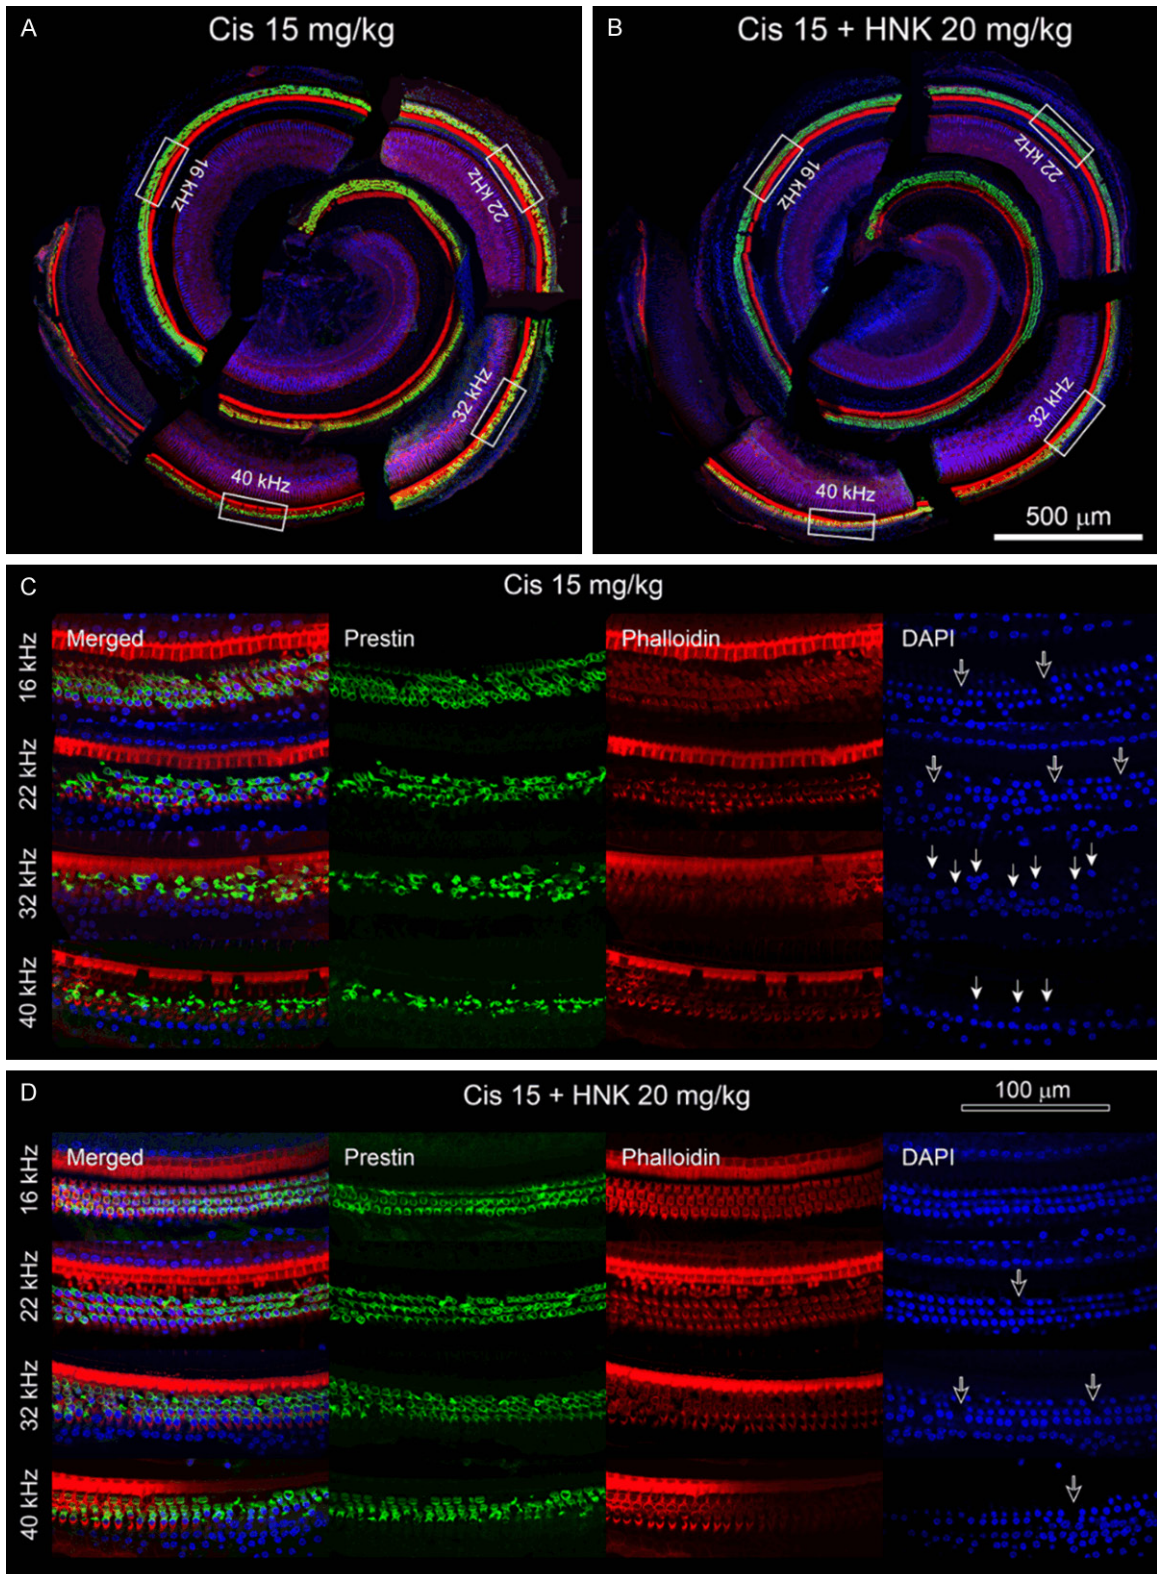 A
Cis 15 mg/kg
16 kHz
22 kHz
32 kHz
40 kHz
B
Cis 15 + HNK 20 mg/kg
16 kHz
22 kHz
32 kHz
40 kHz
500 μm
C
Cis 15 mg/kg
Merged
Prestin
Phalloidin
DAPI
16 kHz
22 kHz
32 kHz
40 kHz
D
Cis 15 + HNK 20 mg/kg
100 μm
Merged
Prestin
Phalloidin
DAPI
16 kHz
22 kHz
32 kHz
40 kHz